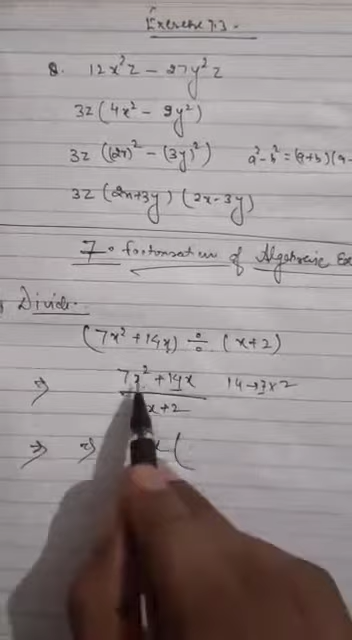 Exercise 7.3.
Q. 12x²z - 27y²z
3z (4x² - 9y²)
3z ((2x)² - (3y)²) a² - b² = (a+b) (a-
3z (2x+3y) (2x-3y)
7. Factorisation of Algebraic Ex
Divide.
(7x² + 14x) ÷ (x+2)
⇒ 7x² + 14x 14→7×2
x+2
⇒ ⇒ x (